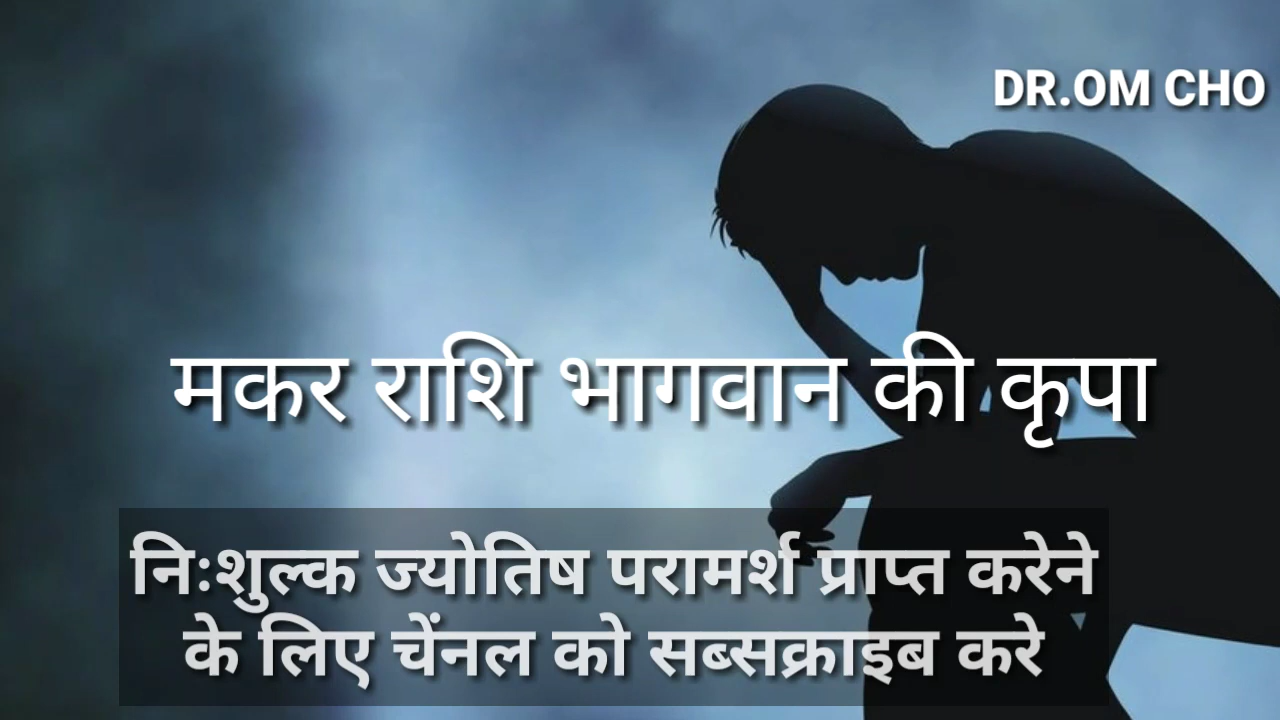 DR.OM CHO
मकर राशि भागवान की कृपा
निःशुल्क ज्योतिष परामर्श प्राप्त करेने
के लिए चेंनल को सब्सक्राइब करे